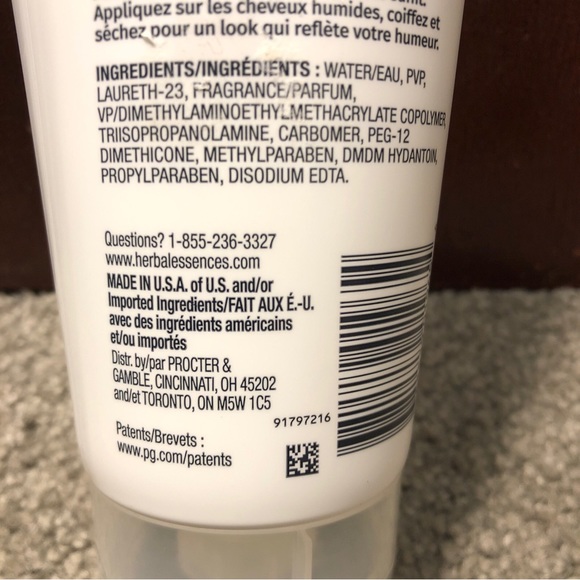 Appliquez sur les cheveux humides, coiffez et
séchez pour un look qui reflète votre humeur.
INGREDIENTS/INGRÉDIENTS : WATER/EAU, PVP,
LAURETH-23, FRAGRANCE/PARFUM,
VP/DIMETHYLAMINOETHYLMETHACRYLATE COPOLYMER,
TRIISOPROPANOLAMINE, CARBOMER, PEG-12
DIMETHICONE, METHYLPARABEN, DMDM HYDANTOIN,
PROPYLPARABEN, DISODIUM EDTA.
Questions? 1-855-236-3327
www.herbalessences.com
MADE IN U.S.A. of U.S. and/or
Imported Ingredients/FAIT AUX É.-U.
avec des ingrédients américains
et/ou importés
Distr. by/par PROCTER &
GAMBLE, CINCINNATI, OH 45202
and/et TORONTO, ON M5W 1C5
91797216
Patents/Brevets :
www.pg.com/patents